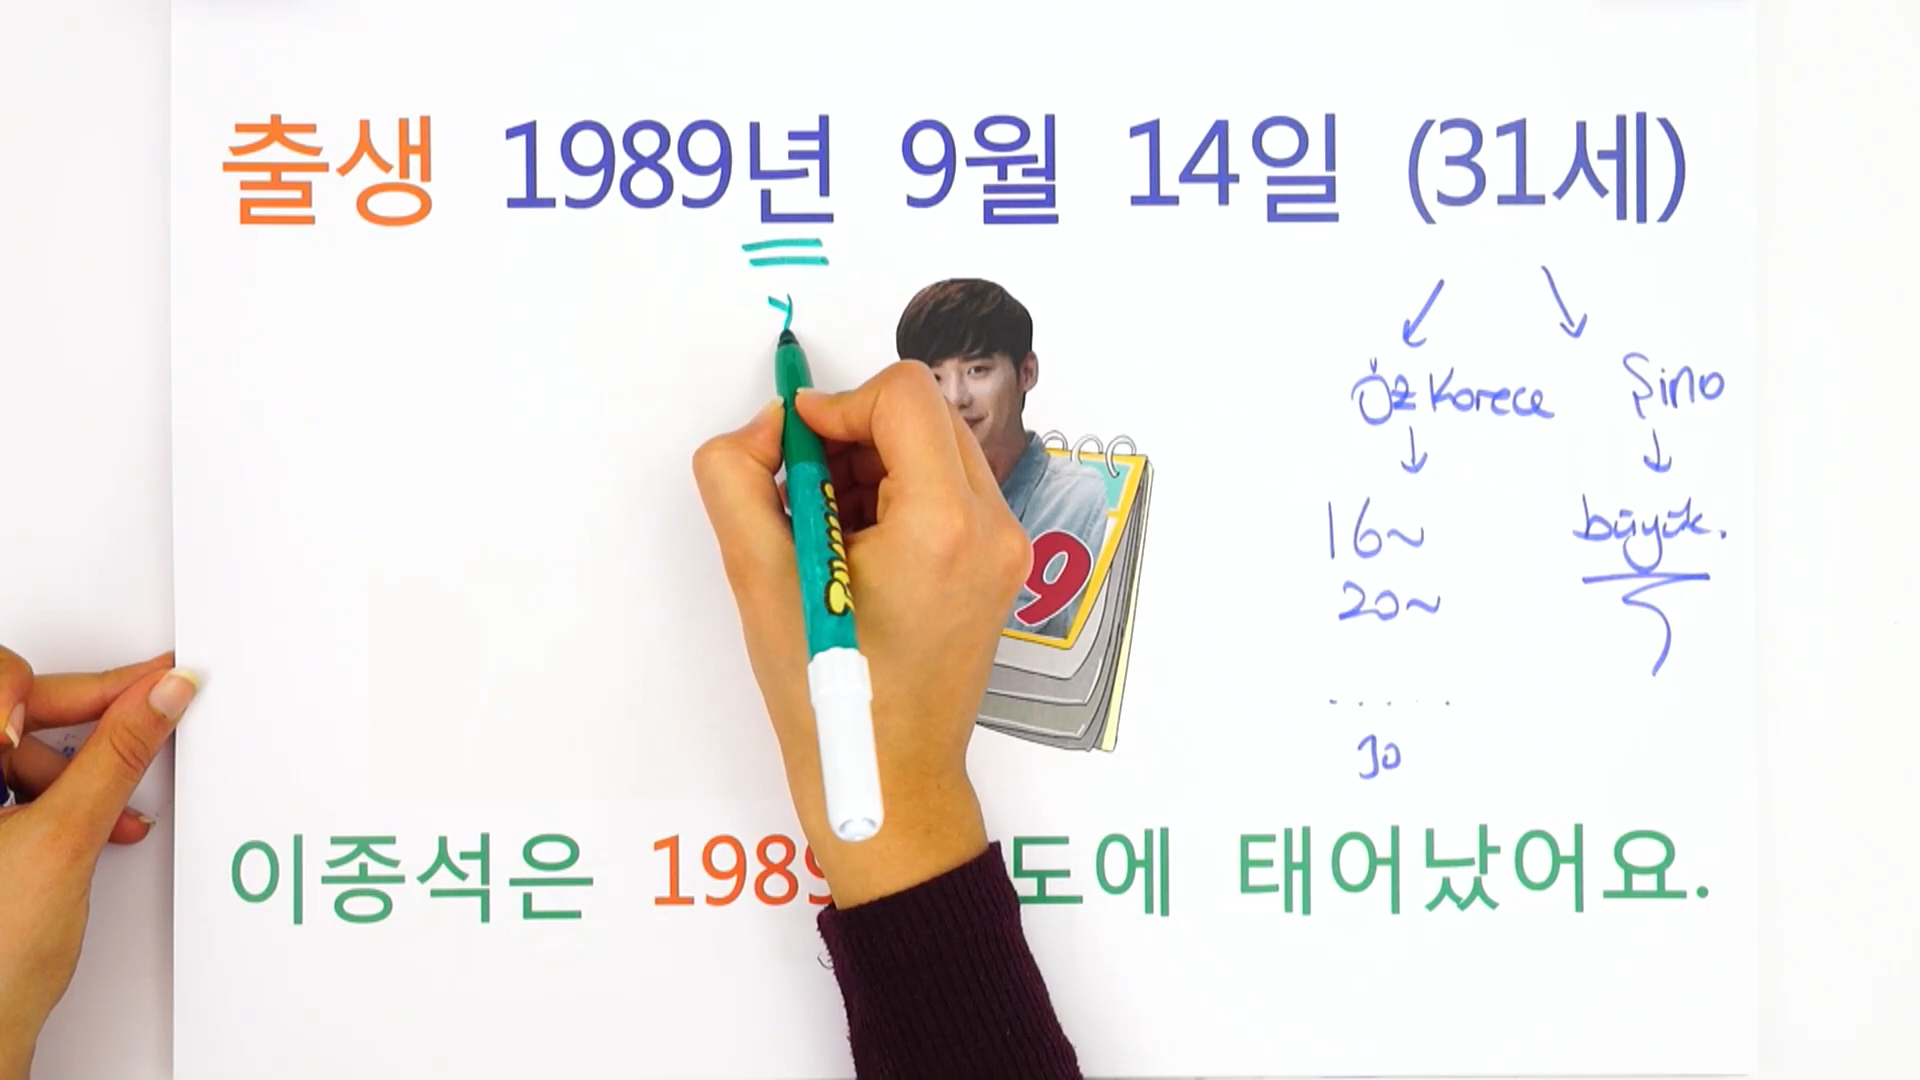 출생 1989년 9월 14일 (31세)
Öz Korece
Şino
16~
büyük.
20~
.....
30
9
이종석은 1989 도에 태어났어요.